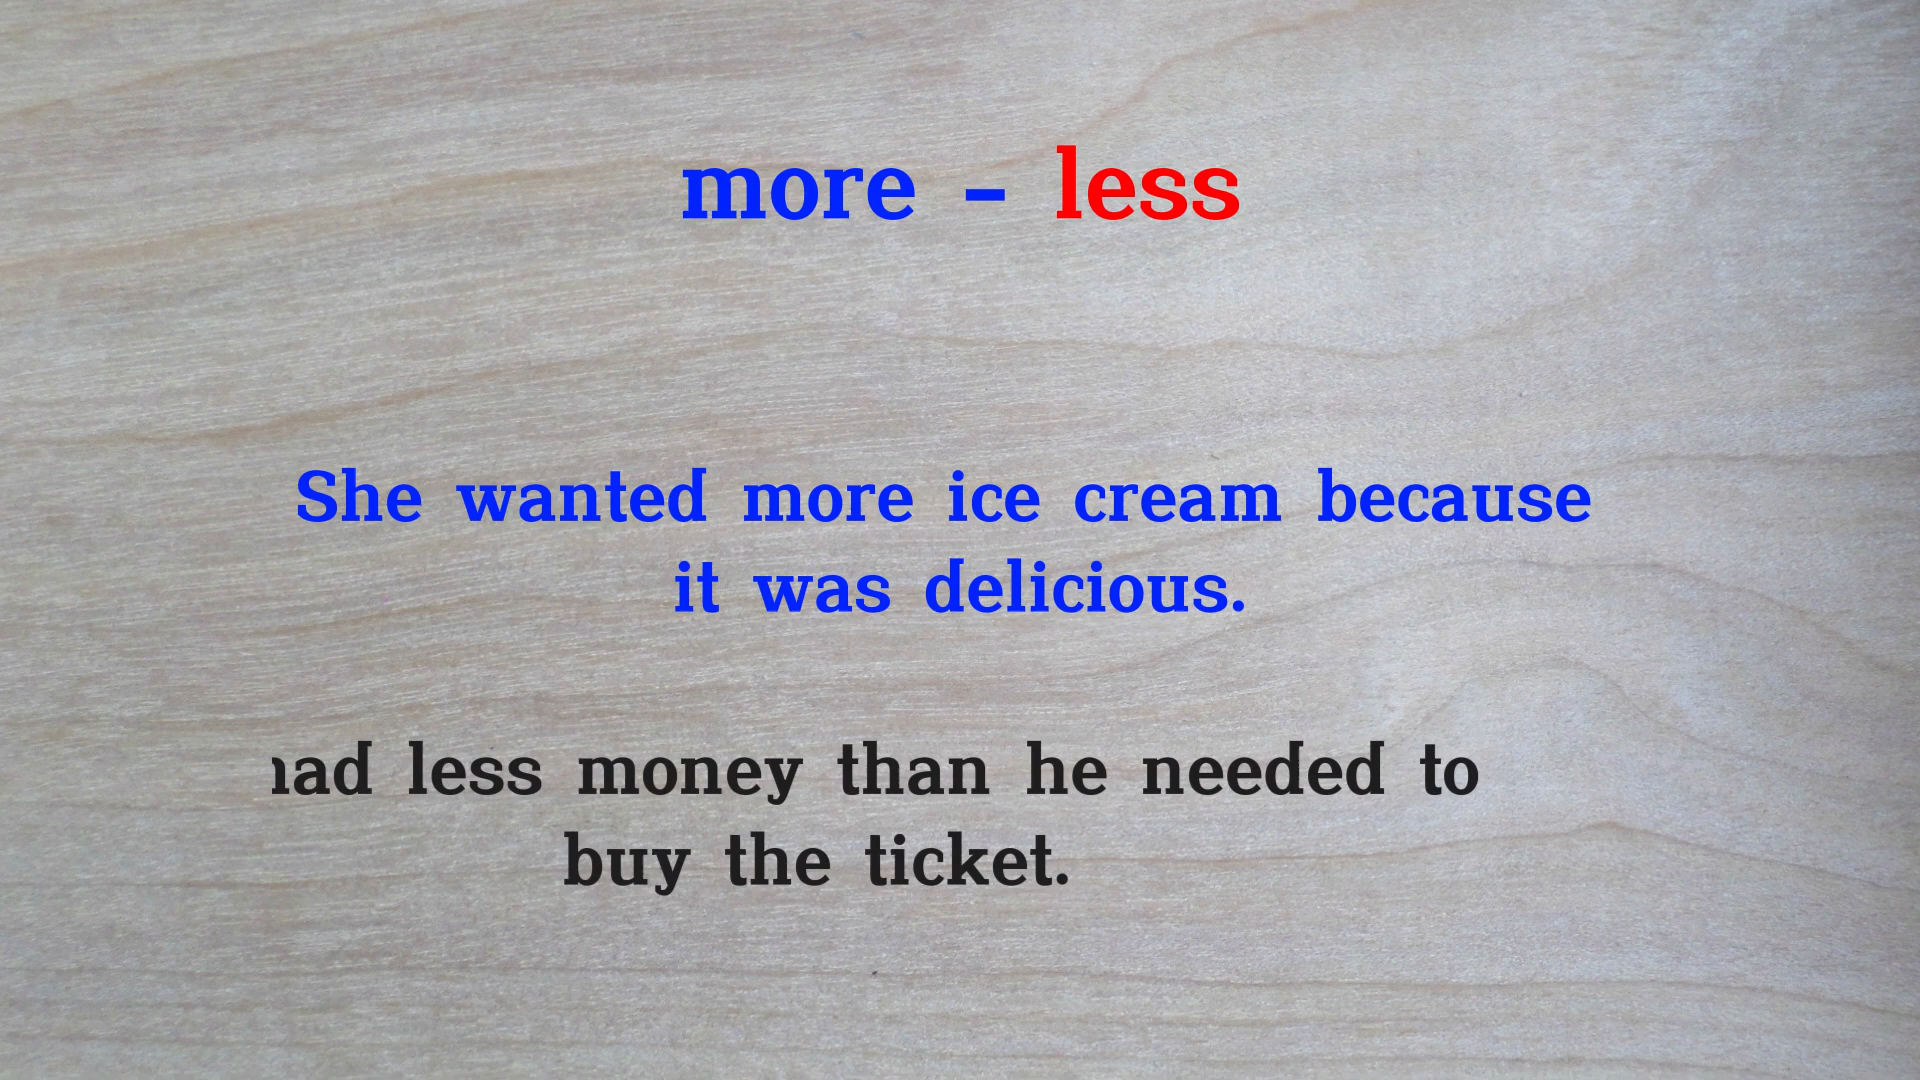 more - less
She wanted more ice cream because
it was delicious.
less money than he needed to
buy the ticket.